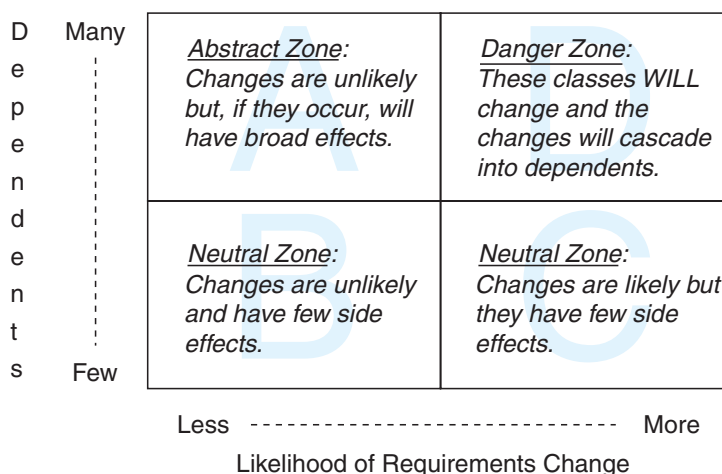 Dependents
Many
Few
A
Abstract Zone:
Changes are unlikely
but, if they occur, will
have broad effects.
D
Danger Zone:
These classes WILL
change and the
changes will cascade
into dependents.
B
Neutral Zone:
Changes are unlikely
and have few side
effects.
C
Neutral Zone:
Changes are likely but
they have few side
effects.
Less
More
Likelihood of Requirements Change